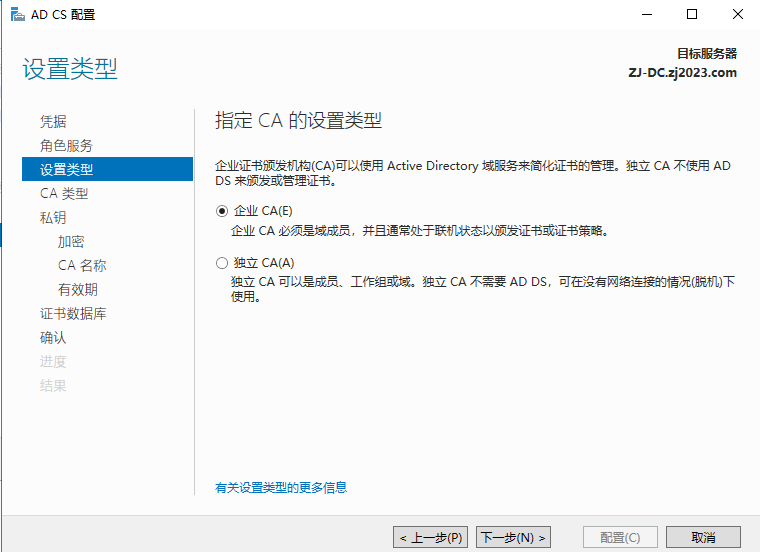 AD CS 配置
设置类型
目标服务器
ZJ-DC.zj2023.com
凭据
角色服务
设置类型
CA 类型
私钥
加密
CA 名称
有效期
证书数据库
确认
进度
结果
指定 CA 的设置类型
企业证书颁发机构(CA)可以使用 Active Directory 域服务来简化证书的管理。独立 CA 不使用 AD
DS 来颁发或管理证书。
企业 CA(E)
企业 CA 必须是域成员，并且通常处于联机状态以颁发证书或证书策略。
独立 CA(A)
独立 CA 可以是成员、工作组或域。独立 CA 不需要 AD DS，可在没有网络连接的情况(脱机)下
使用。
有关设置类型的更多信息
< 上一步(P)
下一步(N) >
配置(C)
取消